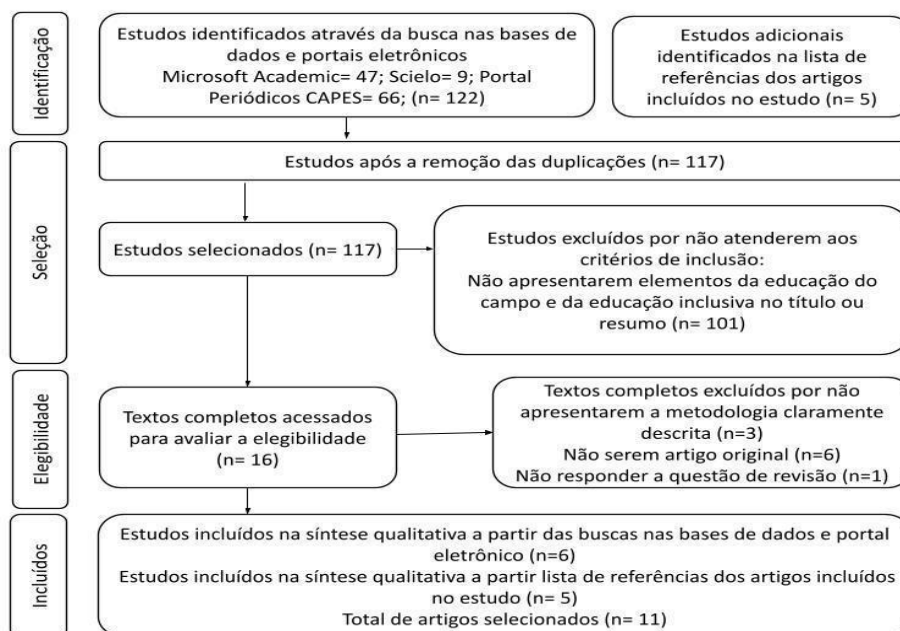 Identificação
Estudos identificados através da busca nas bases de
dados e portais eletrônicos
Microsoft Academic= 47; Scielo= 9; Portal
Periódicos CAPES= 66; (n= 122)
Estudos adicionais
identificados na lista de
referências dos artigos
incluídos no estudo (n= 5)
Seleção
Estudos após a remoção das duplicações (n= 117)
Estudos selecionados (n= 117)
Estudos excluídos por não atenderem aos
critérios de inclusão:
Não apresentarem elementos da educação do
campo e da educação inclusiva no título ou
resumo (n= 101)
Elegibilidade
Textos completos acessados
para avaliar a elegibilidade
(n= 16)
Textos completos excluídos por não
apresentarem a metodologia claramente
descrita (n=3)
Não serem artigo original (n=6)
Não responder a questão de revisão (n=1)
Incluídos
Estudos incluídos na síntese qualitativa a partir das buscas nas bases de dados e portal
eletrônico (n=6)
Estudos incluídos na síntese qualitativa a partir lista de referências dos artigos incluídos
no estudo (n= 5)
Total de artigos selecionados (n= 11)